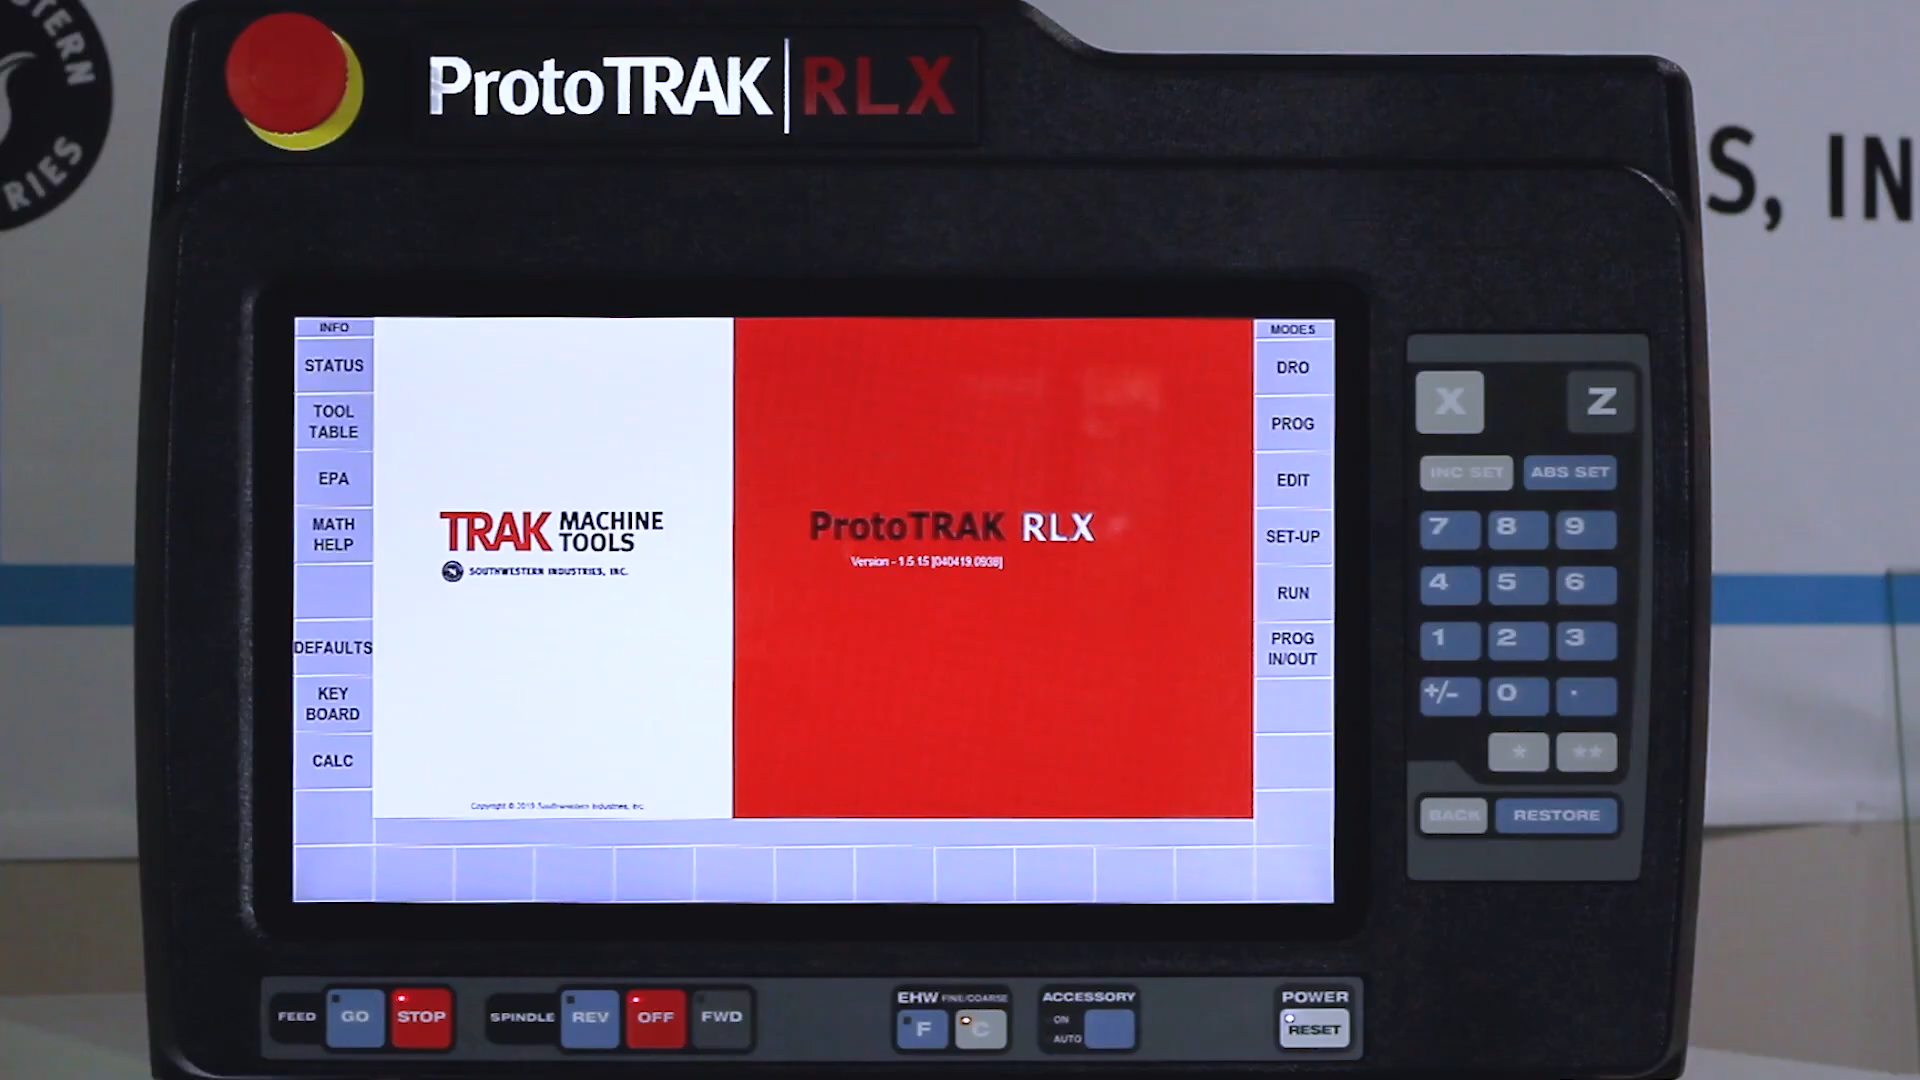 STERN
RIES
ProtoTRAK RLX
S, IN
INFO
STATUS
TOOL
TABLE
EPA
MATH
HELP
DEFAULTS
KEY
BOARD
CALC
TRAK MACHINE
TOOLS
SOUTHWESTERN INDUSTRIES, INC.
Copyright © 2019 Southwestern Industries, Inc.
ProtoTRAK RLX
Version - 1.5.15 [040419.0938]
MODES
DRO
PROG
EDIT
SET-UP
RUN
PROG
IN/OUT
X Z
INC SET ABS SET
7 8 9
4 5 6
1 2 3
+/- 0 .
* **
BACK RESTORE
FEED GO STOP
SPINDLE REV OFF FWD
EHW FINE/COARSE
F C
ACCESSORY
ON
AUTO
POWER
RESET